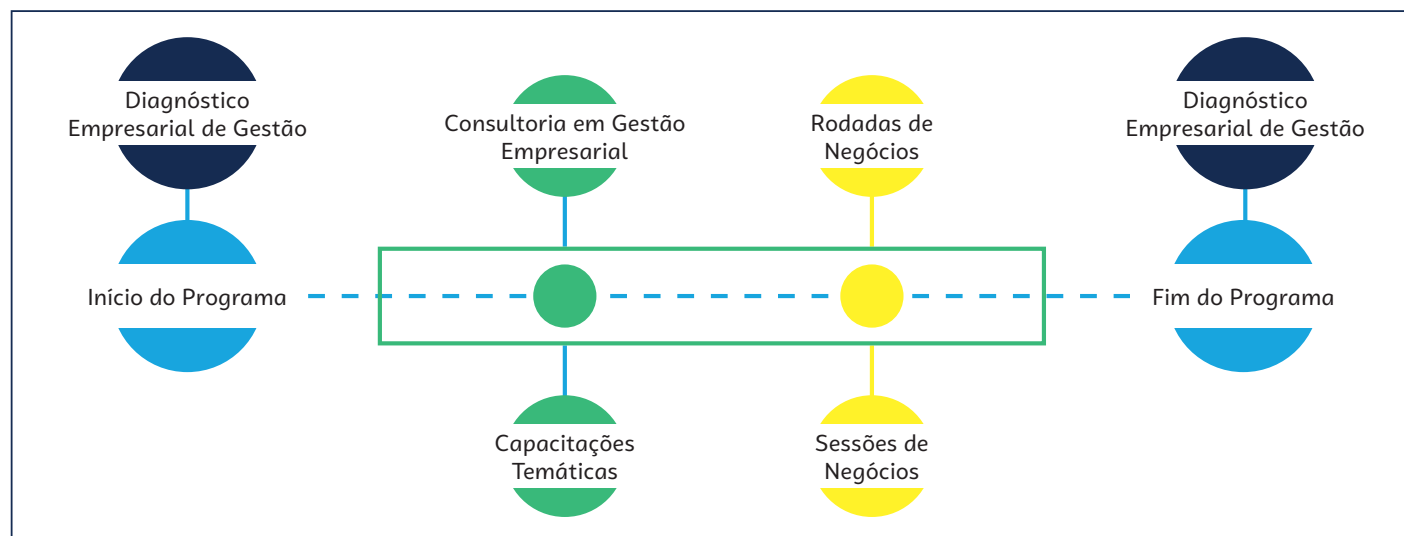 Diagnóstico
Empresarial de Gestão
Consultoria em Gestão
Empresarial
Rodadas de
Negócios
Diagnóstico
Empresarial de Gestão
Início do Programa
Fim do Programa
Capacitações
Temáticas
Sessões de
Negócios